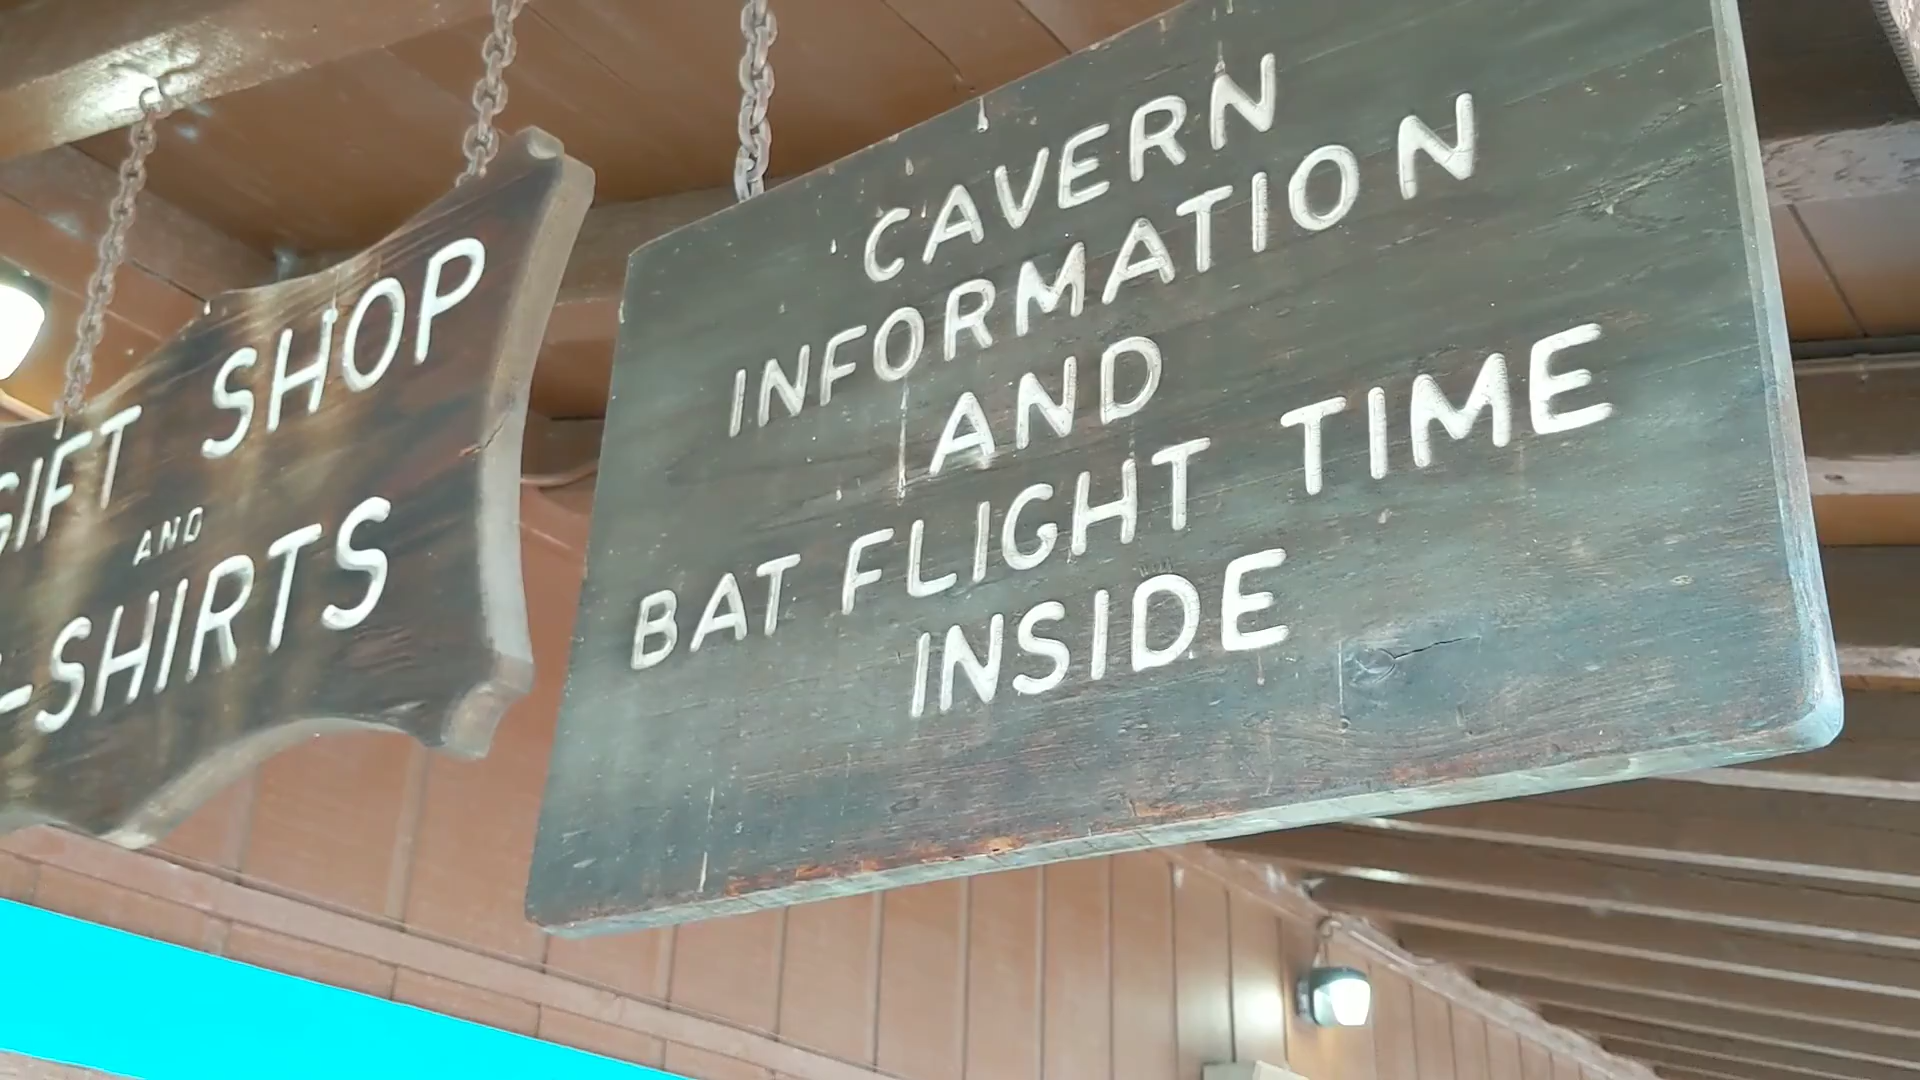 GIFT SHOP
AND
-SHIRTS
CAVERN
INFORMATION
AND
BAT FLIGHT TIME
INSIDE